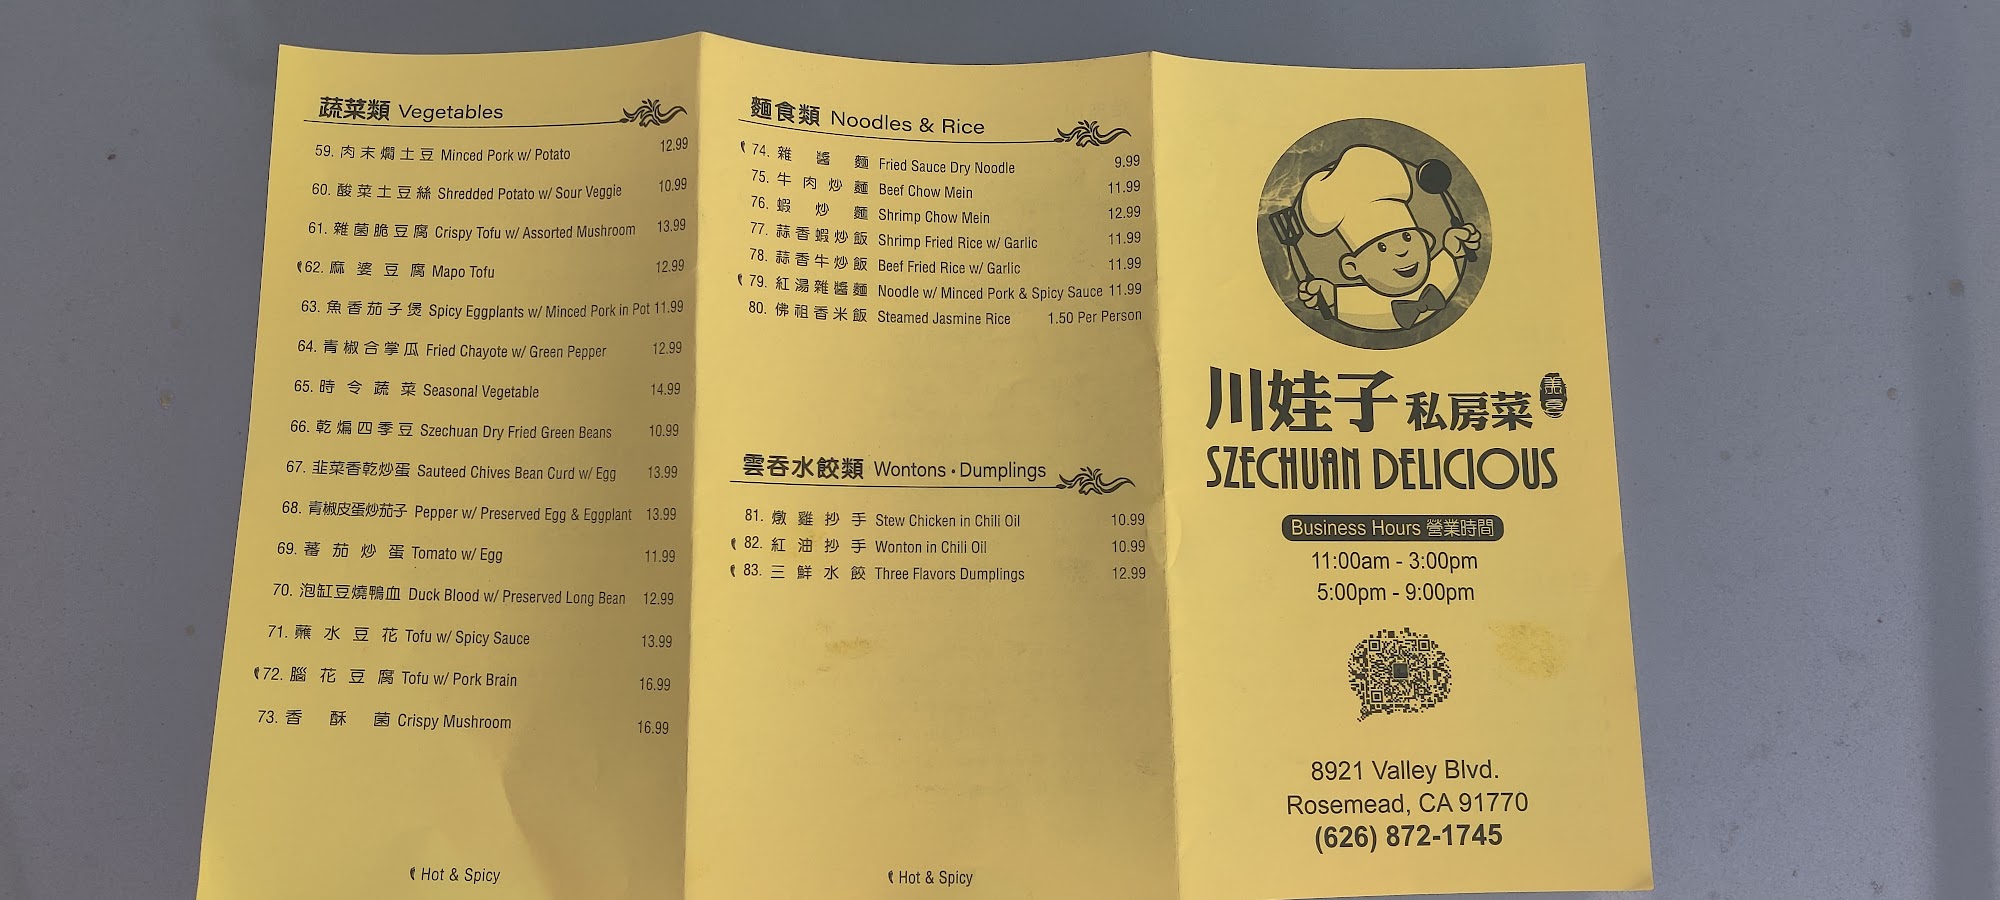 蔬菜類 Vegetables
59. 肉末燜土豆 Minced Pork w/ Potato 12.99
60. 酸菜土豆絲 Shredded Potato w/ Sour Veggie 10.99
61. 雜菌脆豆腐 Crispy Tofu w/ Assorted Mushroom 13.99
62. 麻婆豆腐 Mapo Tofu 12.99
63. 魚香茄子煲 Spicy Eggplants w/ Minced Pork in Pot 11.99
64. 青椒合掌瓜 Fried Chayote w/ Green Pepper 12.99
65. 時令蔬菜 Seasonal Vegetable 14.99
66. 乾煸四季豆 Szechuan Dry Fried Green Beans 10.99
67. 韭菜香乾炒蛋 Sauteed Chives Bean Curd w/ Egg 13.99
68. 青椒皮蛋炒茄子 Pepper w/ Preserved Egg & Eggplant 13.99
69. 蕃茄炒蛋 Tomato w/ Egg 11.99
70. 泡缸豆燒鴨血 Duck Blood w/ Preserved Long Bean 12.99
71. 蘸水豆花 Tofu w/ Spicy Sauce 13.99
72. 腦花豆腐 Tofu w/ Pork Brain 16.99
73. 香酥菌 Crispy Mushroom 16.99
Hot & Spicy
麵食類 Noodles & Rice
74. 雜醬麵 Fried Sauce Dry Noodle 9.99
75. 牛肉炒麵 Beef Chow Mein 11.99
76. 蝦炒麵 Shrimp Chow Mein 12.99
77. 蒜香蝦炒飯 Shrimp Fried Rice w/ Garlic 11.99
78. 蒜香牛炒飯 Beef Fried Rice w/ Garlic 11.99
79. 紅湯雜醬麵 Noodle w/ Minced Pork & Spicy Sauce 11.99
80. 佛祖香米飯 Steamed Jasmine Rice 1.50 Per Person
雲吞水餃類 Wontons · Dumplings
81. 燉雞抄手 Stew Chicken in Chili Oil 10.99
82. 紅油抄手 Wonton in Chili Oil 10.99
83. 三鮮水餃 Three Flavors Dumplings 12.99
Hot & Spicy
川娃子私房菜
SZECHUAN DELICIOUS
Business Hours 營業時間
11:00am - 3:00pm
5:00pm - 9:00pm
8921 Valley Blvd.
Rosemead, CA 91770
(626) 872-1745